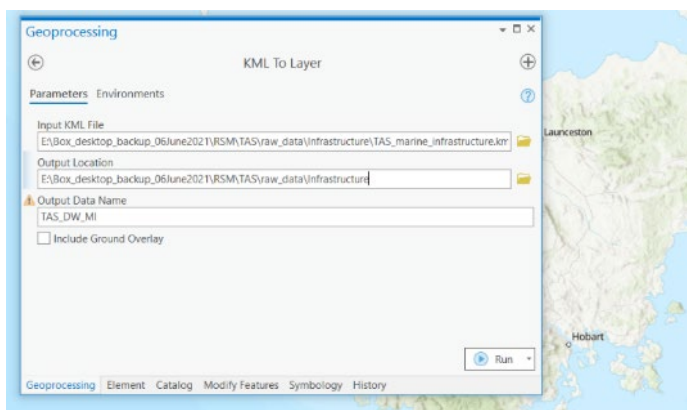 Geoprocessing
KML To Layer
Parameters Environments
Input KML File
E:\Box_desktop_backup_06June2021\RSM\TAS\raw_data\Infrastructure\TAS_marine_infrastructure.km
Output Location
E:\Box_desktop_backup_06June2021\RSM\TAS\raw_data\Infrastructure
Output Data Name
TAS_DW_MI
Include Ground Overlay
Run
Geoprocessing Element Catalog Modify Features Symbology History
Launceston
Hobart